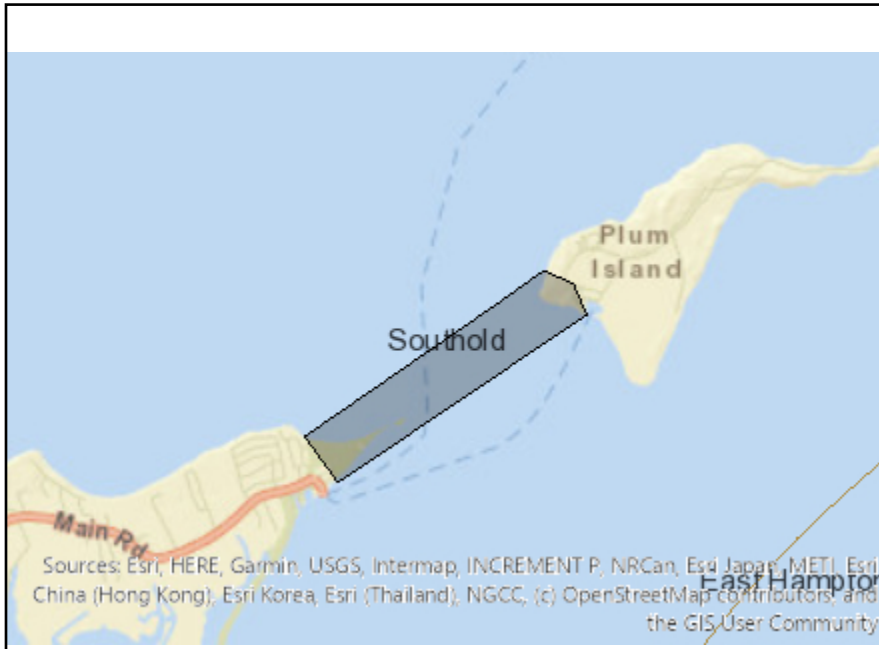 Plum
Island
Southold
Main Rd
East Hampton
Sources: Esri, HERE, Garmin, USGS, Intermap, INCREMENT P, NRCan, Esri Japan, METI, Esri
China (Hong Kong), Esri Korea, Esri (Thailand), NGCC, (c) OpenStreetMap contributors, and
the GIS User Community